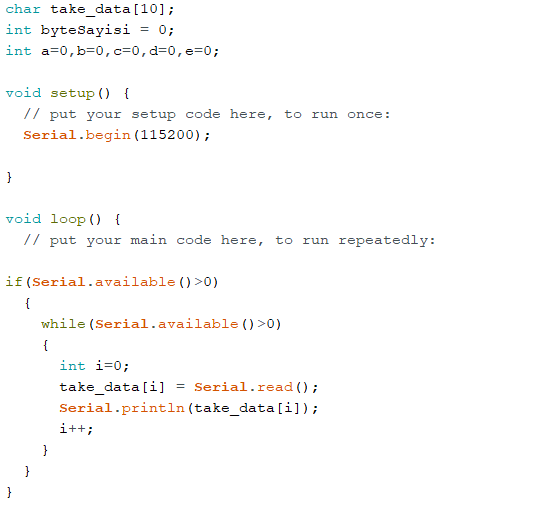 char take_data[10];
int byteSayisi = 0;
int a=0,b=0,c=0,d=0,e=0;
void setup() {
// put your setup code here, to run once:
Serial.begin(115200);
}
void loop() {
// put your main code here, to run repeatedly:
if(Serial.available()>0)
{
while(Serial.available()>0)
{
int i=0;
take_data[i] = Serial.read();
Serial.println(take_data[i]);
i++;
}
}
}